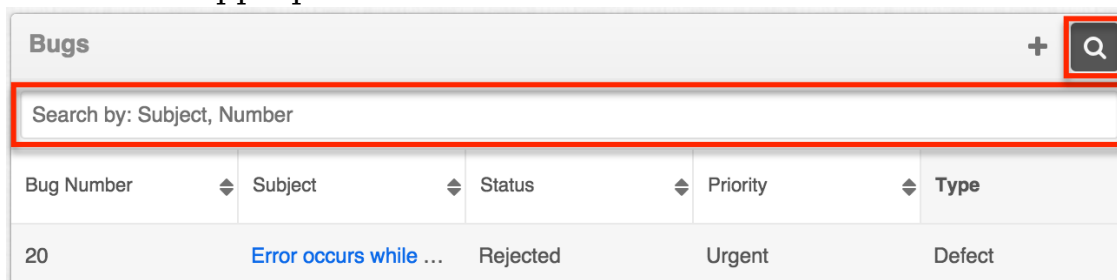 Bugs
Search by: Subject, Number
Bug Number Subject Status Priority Type
20 Error occurs while … Rejected Urgent Defect